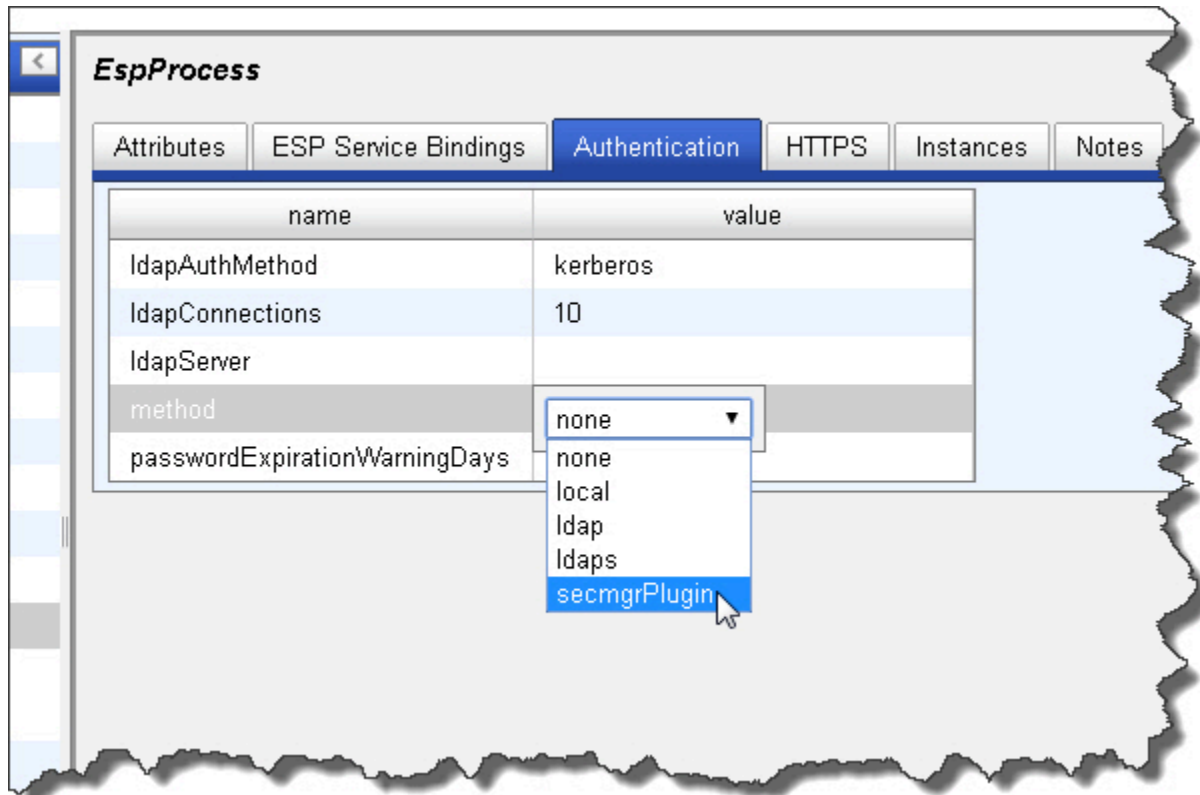 EspProcess
Attributes ESP Service Bindings Authentication HTTPS Instances Notes
name value
ldapAuthMethod kerberos
ldapConnections 10
ldapServer
method none
passwordExpirationWarningDays none
local
ldap
ldaps
secmgrPlugin